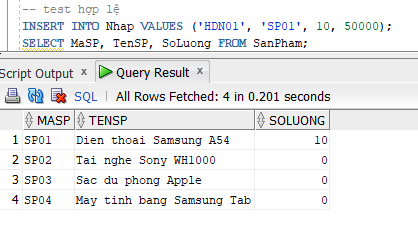 -- test hợp lệ
INSERT INTO Nhap VALUES ('HDN01', 'SP01', 10, 50000);
SELECT MaSP, TenSP, SoLuong FROM SanPham;
Script Output × Query Result ×
SQL | All Rows Fetched: 4 in 0.201 seconds
MASP TENSP SOLUONG
1 SP01 Dien thoai Samsung A54 10
2 SP02 Tai nghe Sony WH1000 0
3 SP03 Sac du phong Apple 0
4 SP04 May tinh bang Samsung Tab 0